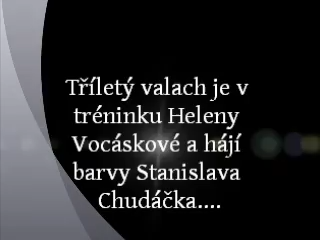 Tříletý valach je v
tréninku Heleny
Vocáskové a hájí
barvy Stanislava
Chudáčka....